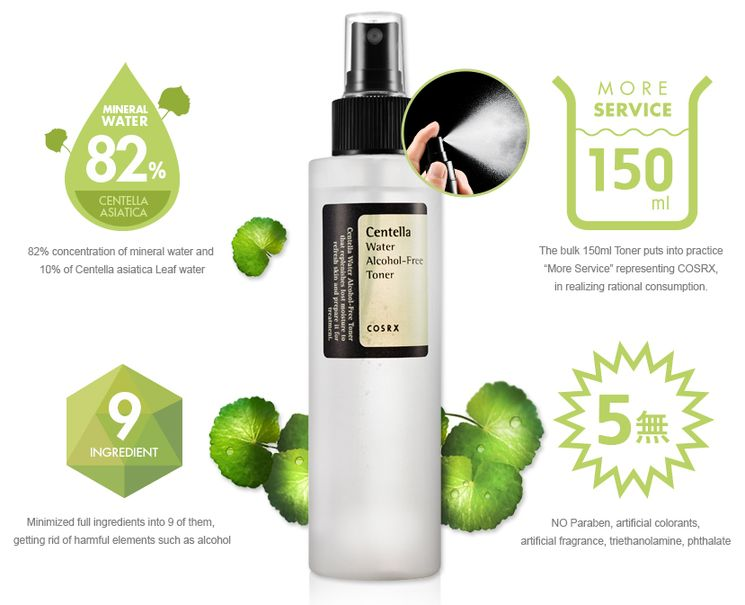 MINERAL
WATER
82%
CENTELLA
ASIATICA
82% concentration of mineral water and
10% of Centella asiatica Leaf water
MORE
SERVICE
150
ml
The bulk 150ml Toner puts into practice
“More Service” representing COSRX,
in realizing rational consumption.
Centella Water Alcohol-Free Toner
that replenishes lost moisture to
refresh skin and prepare it for
treatment.
Centella
Water
Alcohol-Free
Toner
COSRX
9
INGREDIENT
Minimized full ingredients into 9 of them,
getting rid of harmful elements such as alcohol
5無
NO Paraben, artificial colorants,
artificial fragrance, triethanolamine, phthalate